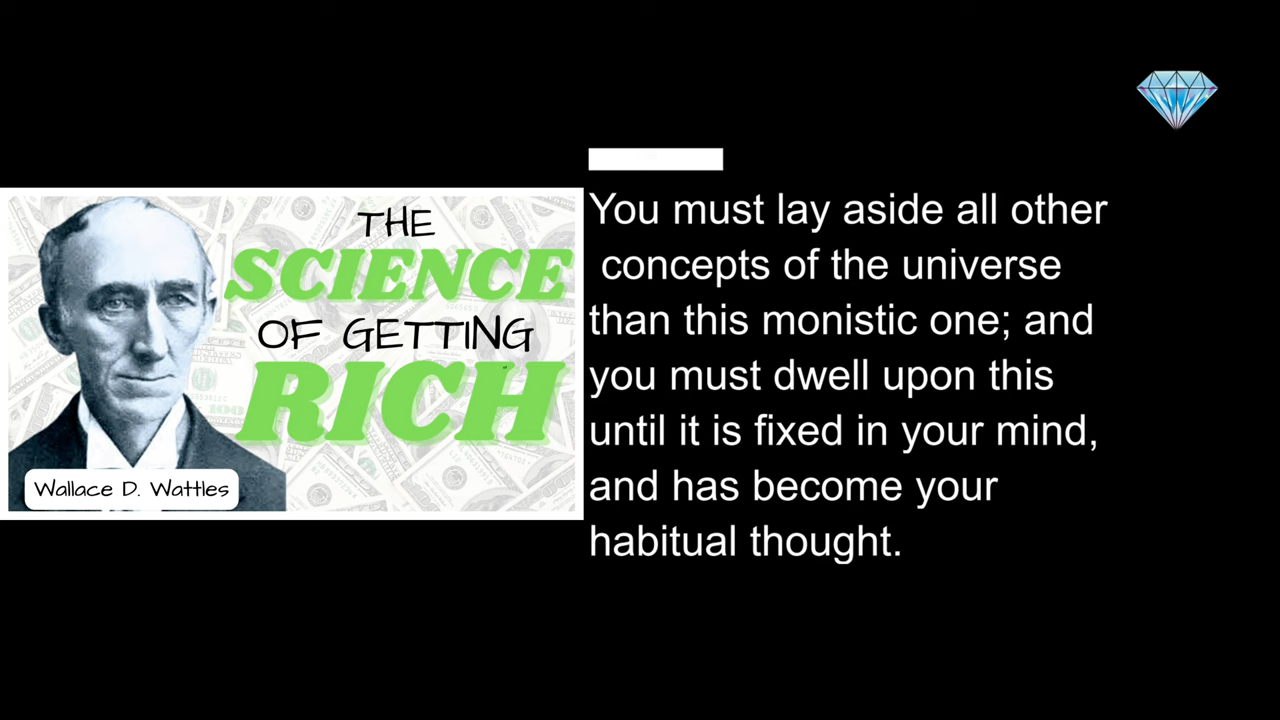 THE
SCIENCE
OF GETTING
RICH
Wallace D. Wattles
You must lay aside all other
concepts of the universe
than this monistic one; and
you must dwell upon this
until it is fixed in your mind,
and has become your
habitual thought.